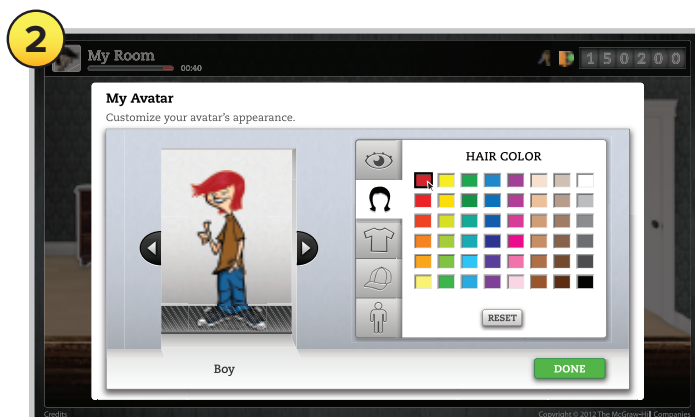 2
My Room
00:40
150200
My Avatar
Customize your avatar's appearance.
HAIR COLOR
RESET
Boy
DONE
Credits
Copyright © 2012 The McGraw-Hill Companies